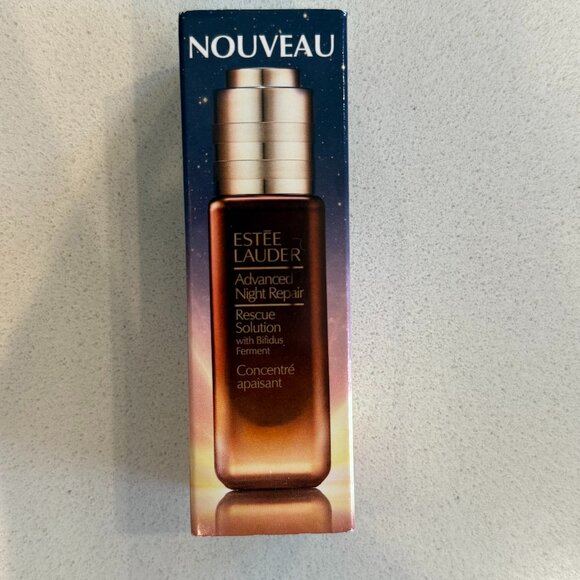 NOUVEAU
ESTĒE
LAUDER
Advanced
Night Repair
Rescue
Solution
with Bifidus
Ferment
Concentré
apaisant